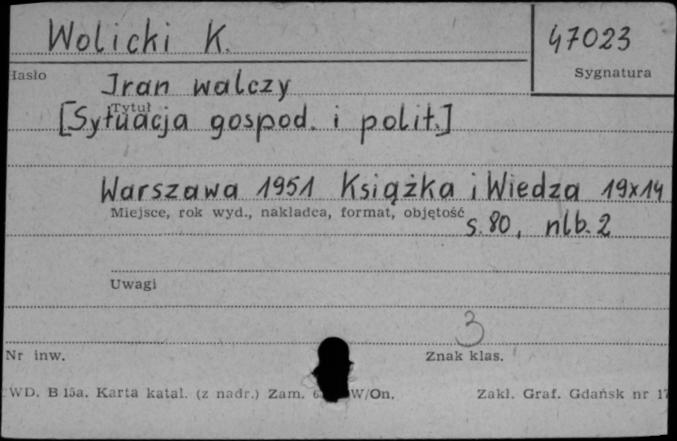 Wolicki K.
47023
Hasło
Sygnatura
Iran walczy
Tytuł
[Sytuacja gospod. i polit.]
Warszawa 1951 Książka i Wiedza 19x14
Miejsce, rok wyd., nakładca, format, objętość
s. 80, nlb. 2
Uwagi
3
Nr inw.
Znak klas.
WD. B 15a. Karta katal. (z nadr.) Zam. W/On.
Zakł. Graf. Gdańsk nr 17